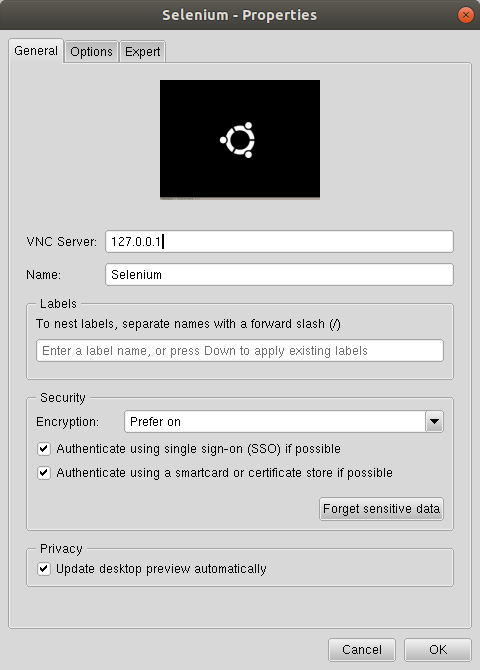 Selenium - Properties
General Options Expert
VNC Server: 127.0.0.1
Name: Selenium
Labels
To nest labels, separate names with a forward slash (/)
Enter a label name, or press Down to apply existing labels
Security
Encryption: Prefer on
Authenticate using single sign-on (SSO) if possible
Authenticate using a smartcard or certificate store if possible
Forget sensitive data
Privacy
Update desktop preview automatically
Cancel OK